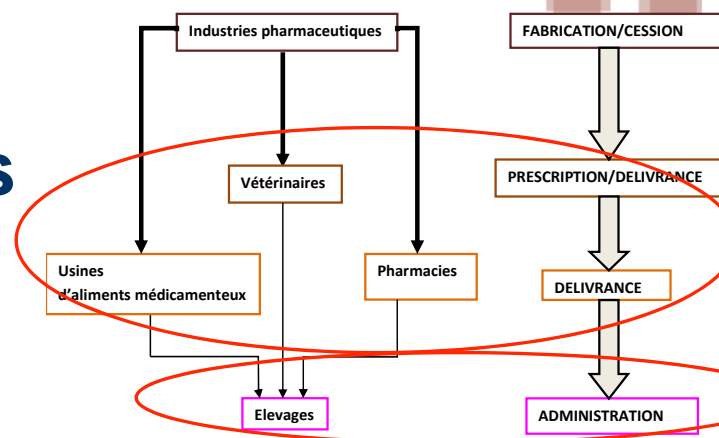 Industries pharmaceutiques
FABRICATION/CESSION
s
Vétérinaires
PRESCRIPTION/DELIVRANCE
Usines
d'aliments médicamenteux
Pharmacies
DELIVRANCE
Elevages
ADMINISTRATION